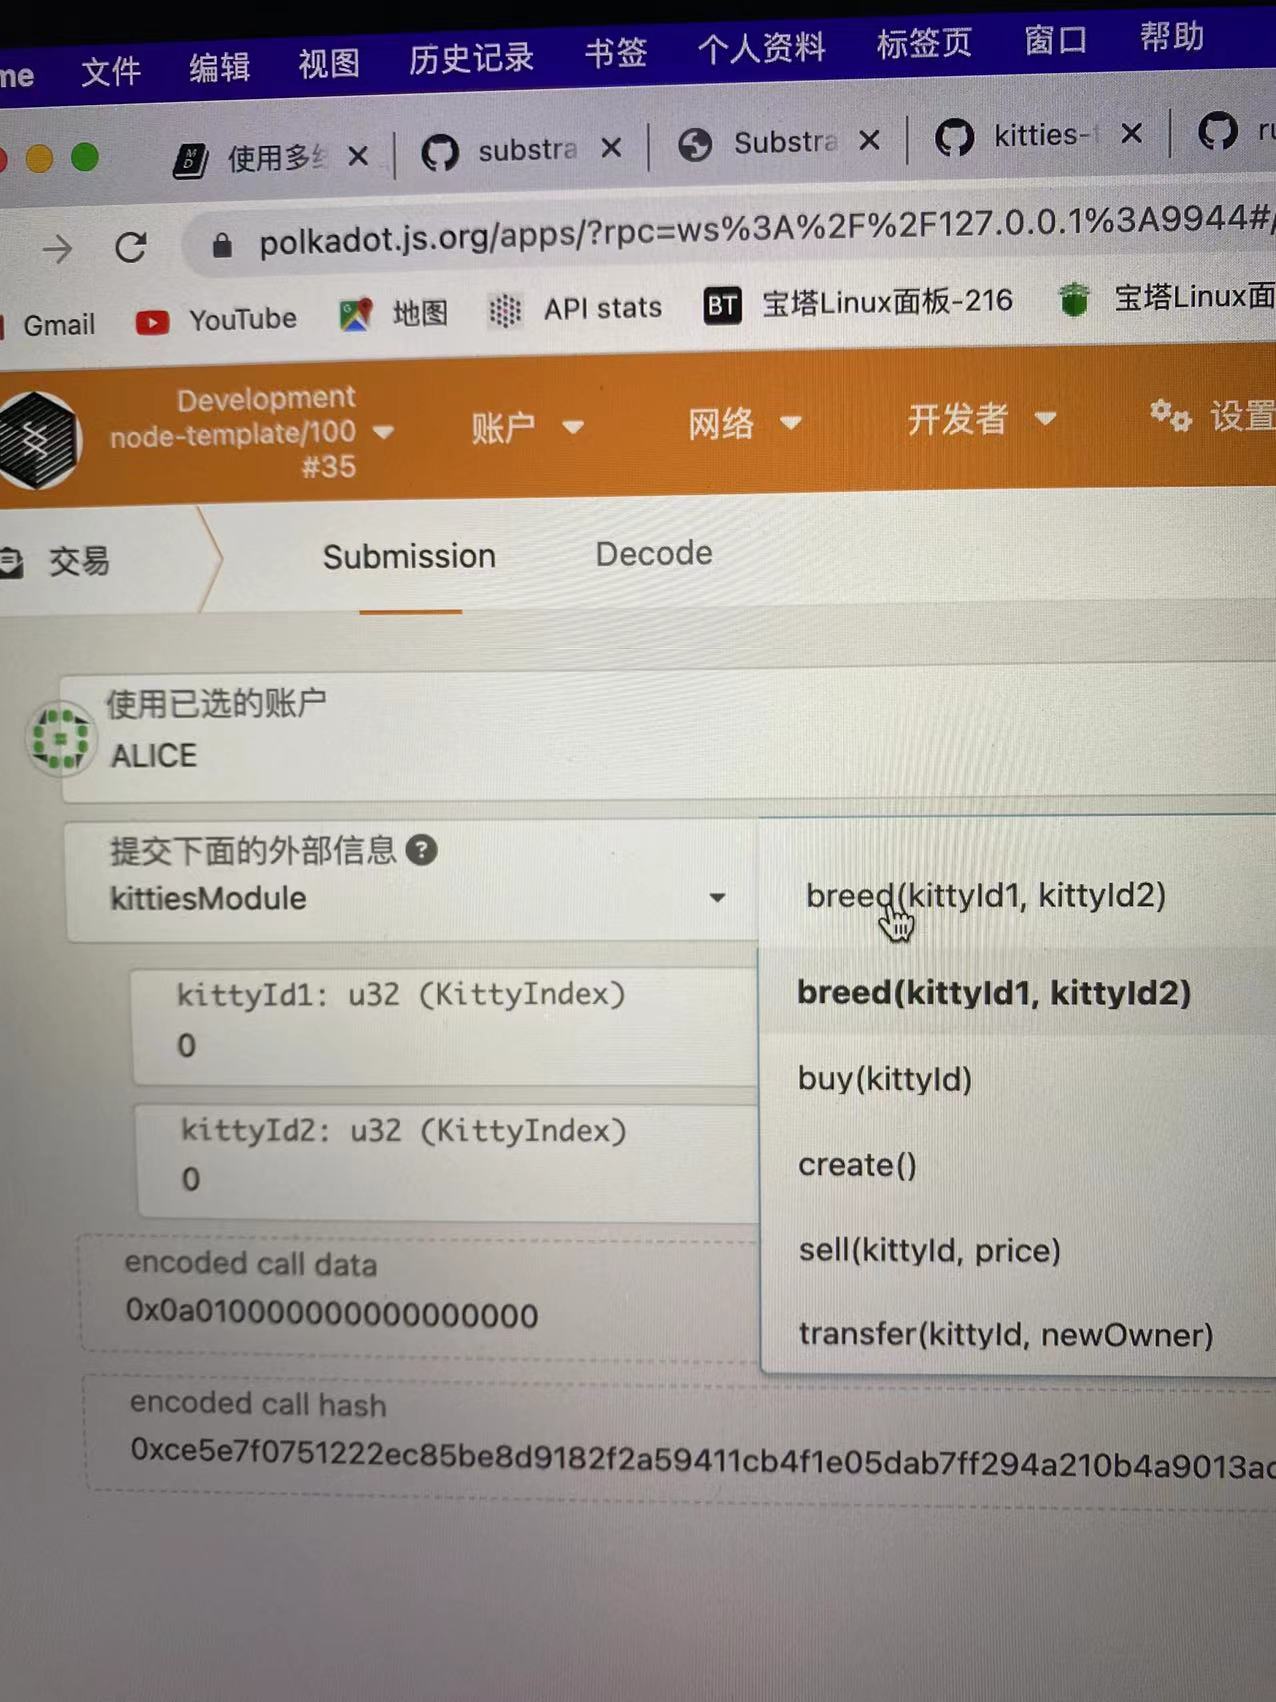 文件 编辑 视图 历史记录 书签 个人资料 标签页 窗口 帮助
substra Substra kitties-
polkadot.js.org/apps/?rpc=ws%3A%2F%2F127.0.0.1%3A9944#/
Gmail YouTube 地图 API stats BT 宝塔Linux面板-216 宝塔Linux面
Development
node-template/100
#35
账户 网络 开发者 设置
交易 Submission Decode
使用已选的账户
ALICE
提交下面的外部信息 ?
kittiesModule
breed(kittyId1, kittyId2)
breed(kittyId1, kittyId2)
buy(kittyId)
create()
sell(kittyId, price)
transfer(kittyId, newOwner)
kittyId1: u32 (KittyIndex)
0
kittyId2: u32 (KittyIndex)
0
encoded call data
0x0a010000000000000000
encoded call hash
0xce5e7f0751222ec85be8d9182f2a59411cb4f1e05dab7ff294a210b4a9013ac